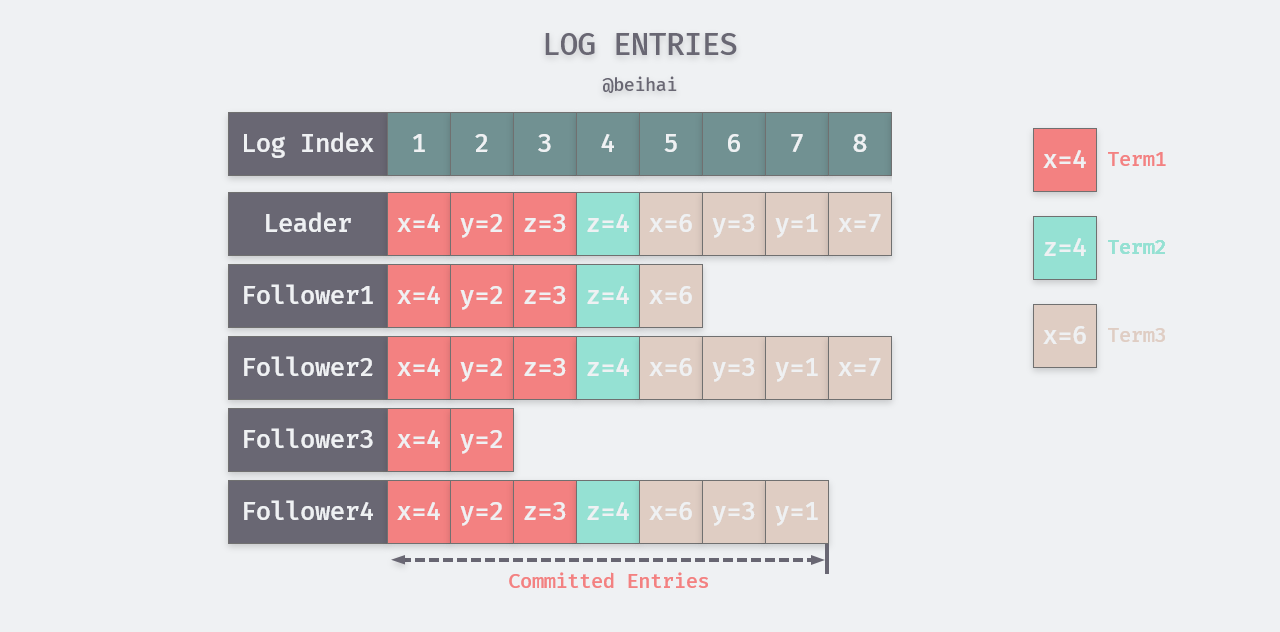 LOG ENTRIES
@beihai
Log Index 1 2 3 4 5 6 7 8
Leader x=4 y=2 z=3 z=4 x=6 y=3 y=1 x=7
Follower1 x=4 y=2 z=3 z=4 x=6
Follower2 x=4 y=2 z=3 z=4 x=6 y=3 y=1 x=7
Follower3 x=4 y=2
Follower4 x=4 y=2 z=3 z=4 x=6 y=3 y=1
Committed Entries
x=4 Term1
z=4 Term2
x=6 Term3